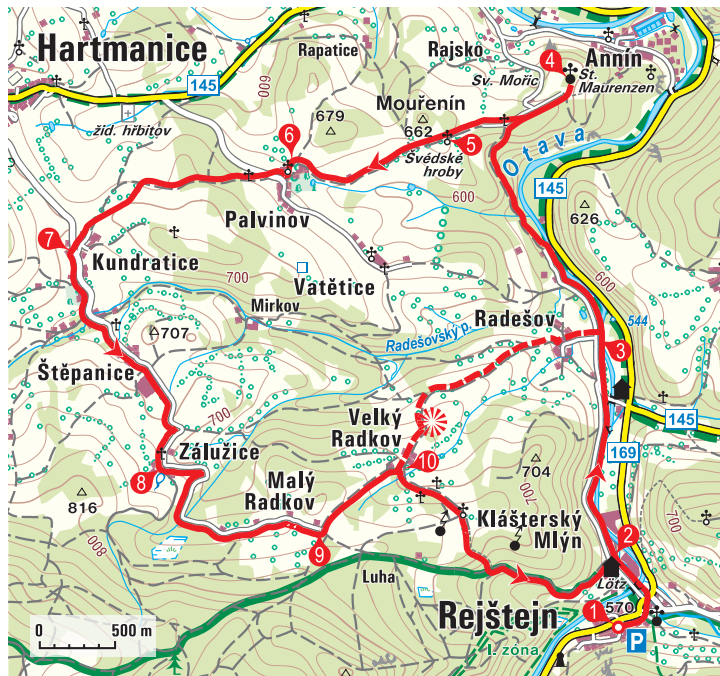 Hartmanice
Rapatice
Rajsko
Annín
4
Sv. Mořic
St.
Maurenzen
145
600
žid. hřbitov
Mouřenín
679
662
6
5
Švédské
hroby
Otava
145
600
626
Palvinov
7
Kundratice
700
Vatětice
Mirkov
600
544
Radešov
707
Radešovský p.
3
Štěpanice
700
Velký
Radkov
145
169
Zálužice
10
8
Malý
Radkov
704
700
816
800
Klášterský
Mlýn
700
2
9
Luha
Lötz
1
570
Rejštejn
P
I. zóna
0
500 m